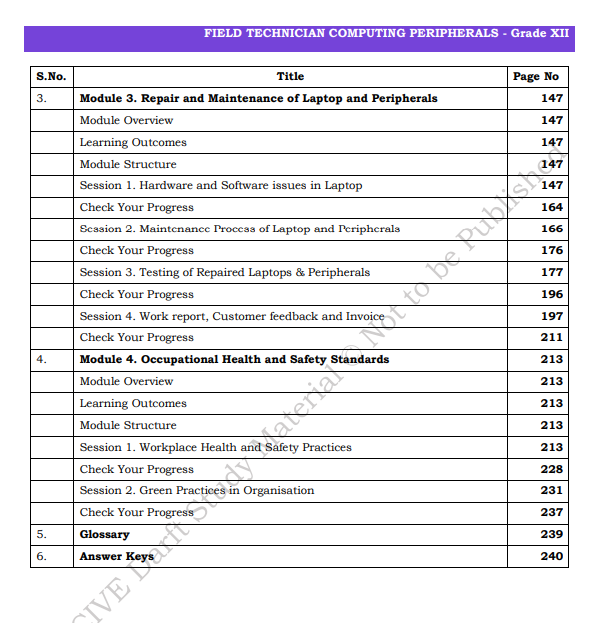 FIELD TECHNICIAN COMPUTING PERIPHERALS - Grade XII
S.No. Title Page No
3. Module 3. Repair and Maintenance of Laptop and Peripherals 147
Module Overview 147
Learning Outcomes 147
Module Structure 147
Session 1. Hardware and Software issues in Laptop 147
Check Your Progress 164
Session 2. Maintenance Process of Laptop and Peripherals 166
Check Your Progress 176
Session 3. Testing of Repaired Laptops & Peripherals 177
Check Your Progress 196
Session 4. Work report, Customer feedback and Invoice 197
Check Your Progress 211
4. Module 4. Occupational Health and Safety Standards 213
Module Overview 213
Learning Outcomes 213
Module Structure 213
Session 1. Workplace Health and Safety Practices 213
Check Your Progress 228
Session 2. Green Practices in Organisation 231
Check Your Progress 237
5. Glossary 239
6. Answer Keys 240
CIVE Darft Study Material © Not to be Published